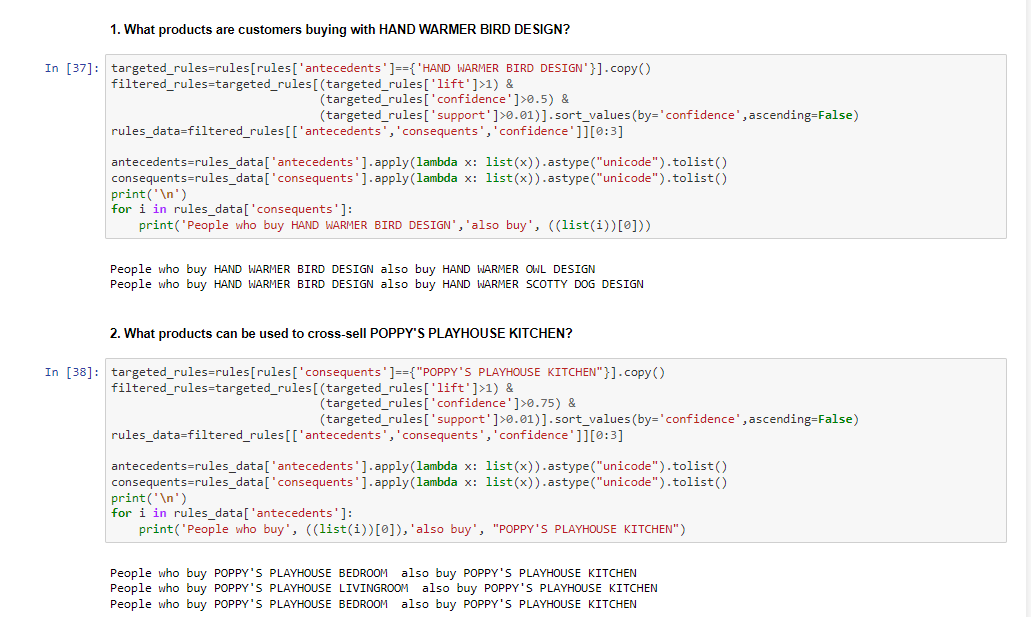 1. What products are customers buying with HAND WARMER BIRD DESIGN?
In [37]: targeted_rules=rules[rules['antecedents']=={'HAND WARMER BIRD DESIGN'}].copy()
filtered_rules=targeted_rules[(targeted_rules['lift']>1) &
(targeted_rules['confidence']>0.5) &
(targeted_rules['support']>0.01)].sort_values(by='confidence',ascending=False)
rules_data=filtered_rules[['antecedents','consequents','confidence']][0:3]
antecedents=rules_data['antecedents'].apply(lambda x: list(x)).astype("unicode").tolist()
consequents=rules_data['consequents'].apply(lambda x: list(x)).astype("unicode").tolist()
print('\n')
for i in rules_data['consequents']:
print('People who buy HAND WARMER BIRD DESIGN','also buy', ((list(i))[0]))
People who buy HAND WARMER BIRD DESIGN also buy HAND WARMER OWL DESIGN
People who buy HAND WARMER BIRD DESIGN also buy HAND WARMER SCOTTY DOG DESIGN
2. What products can be used to cross-sell POPPY'S PLAYHOUSE KITCHEN?
In [38]: targeted_rules=rules[rules['consequents']=={"POPPY'S PLAYHOUSE KITCHEN"}].copy()
filtered_rules=targeted_rules[(targeted_rules['lift']>1) &
(targeted_rules['confidence']>0.75) &
(targeted_rules['support']>0.01)].sort_values(by='confidence',ascending=False)
rules_data=filtered_rules[['antecedents','consequents','confidence']][0:3]
antecedents=rules_data['antecedents'].apply(lambda x: list(x)).astype("unicode").tolist()
consequents=rules_data['consequents'].apply(lambda x: list(x)).astype("unicode").tolist()
print('\n')
for i in rules_data['antecedents']:
print('People who buy', ((list(i))[0]),'also buy', "POPPY'S PLAYHOUSE KITCHEN")
People who buy POPPY'S PLAYHOUSE BEDROOM  also buy POPPY'S PLAYHOUSE KITCHEN
People who buy POPPY'S PLAYHOUSE LIVINGROOM  also buy POPPY'S PLAYHOUSE KITCHEN
People who buy POPPY'S PLAYHOUSE BEDROOM  also buy POPPY'S PLAYHOUSE KITCHEN